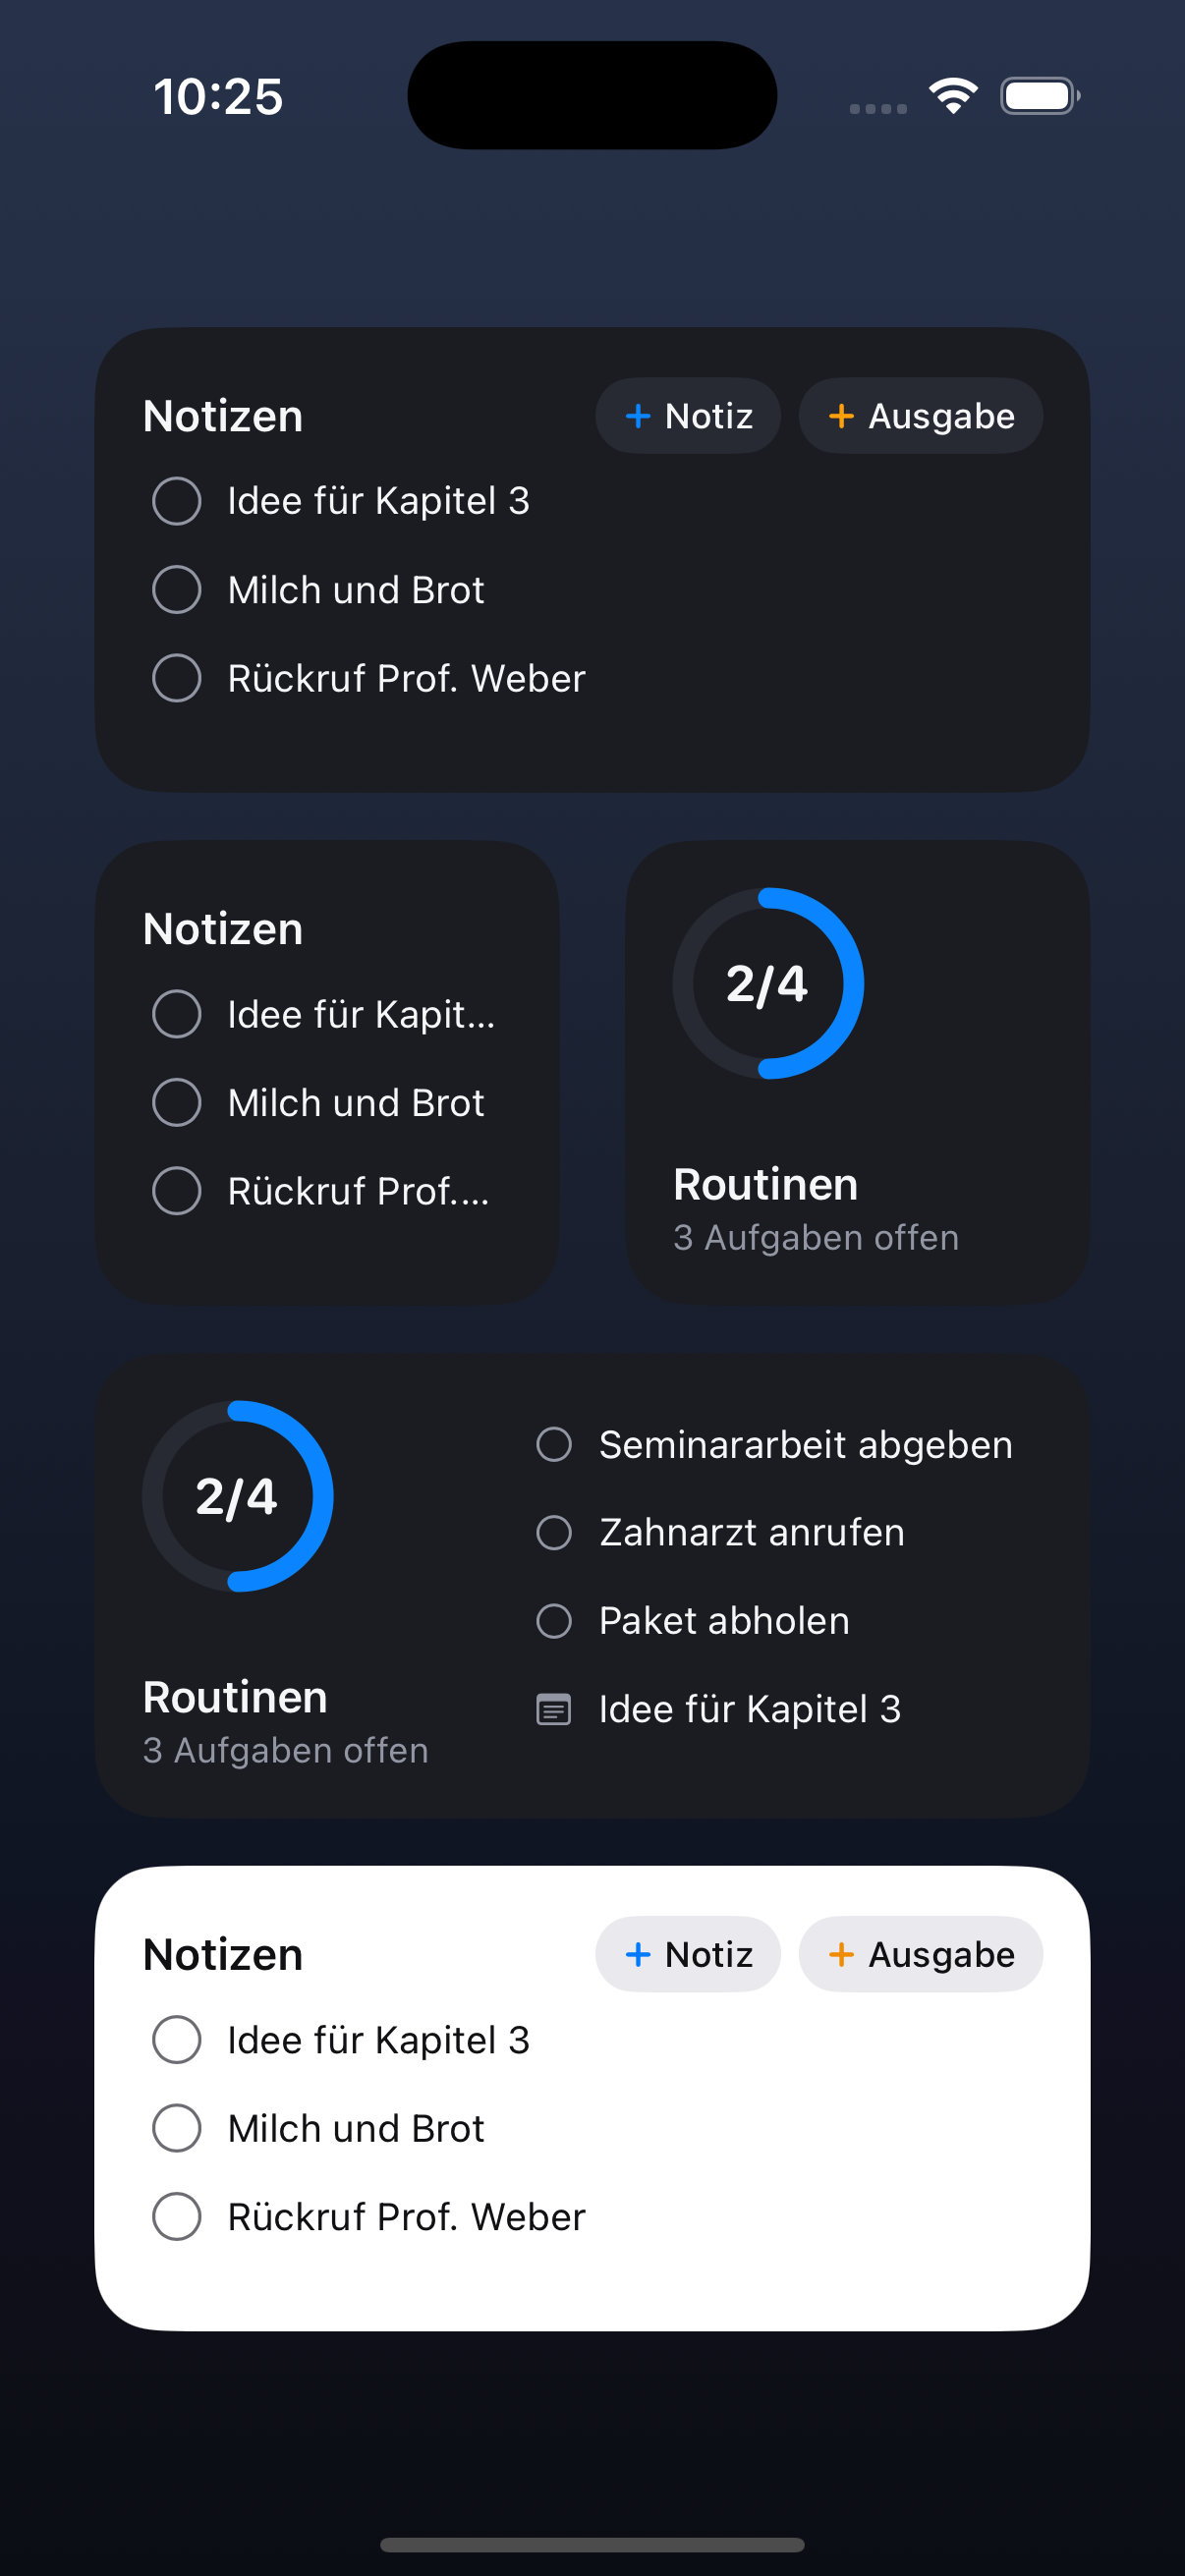 10:25
Notizen + Notiz + Ausgabe
Idee für Kapitel 3
Milch und Brot
Rückruf Prof. Weber
Notizen
Idee für Kapit...
Milch und Brot
Rückruf Prof....
2/4
Routinen
3 Aufgaben offen
2/4
Routinen
3 Aufgaben offen
Seminararbeit abgeben
Zahnarzt anrufen
Paket abholen
Idee für Kapitel 3
Notizen + Notiz + Ausgabe
Idee für Kapitel 3
Milch und Brot
Rückruf Prof. Weber